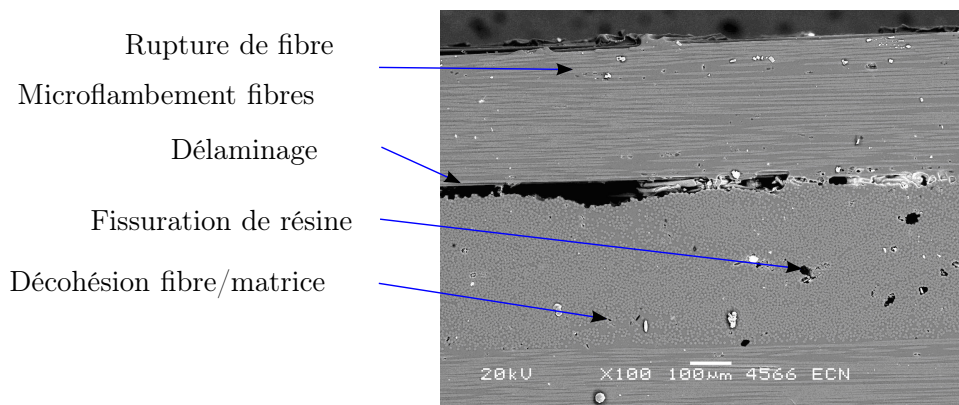 Rupture de fibre
Microflambement fibres
Délaminage
Fissuration de résine
Décohésion fibre/matrice
20kV X100 100µm 4566 ECN